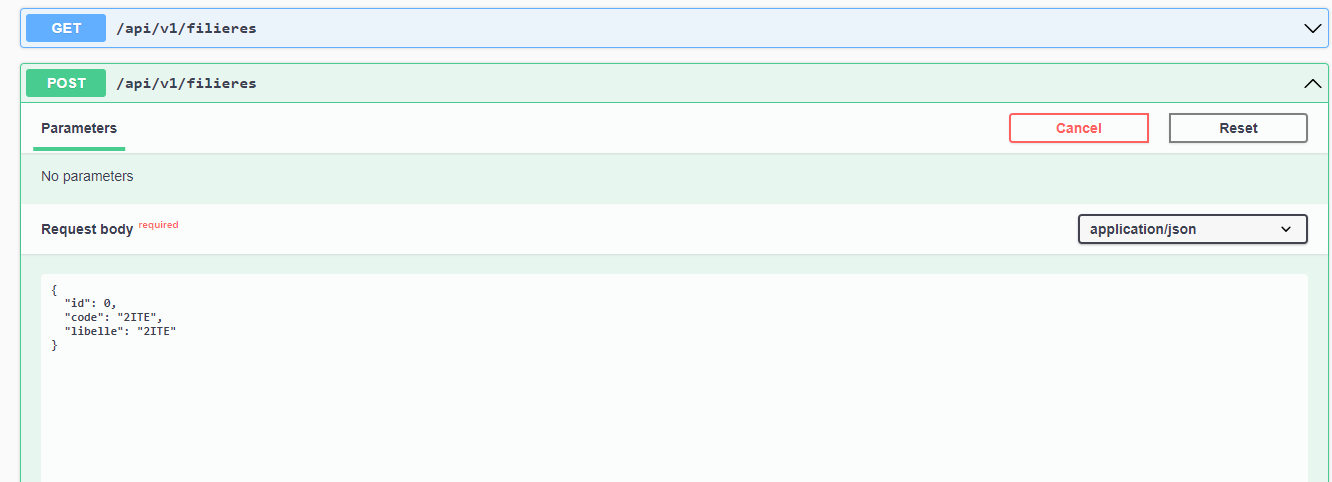 GET /api/v1/filieres
POST /api/v1/filieres
Parameters
Cancel
Reset
No parameters
Request body required
application/json
{
"id": 0,
"code": "2ITE",
"libelle": "2ITE"
}